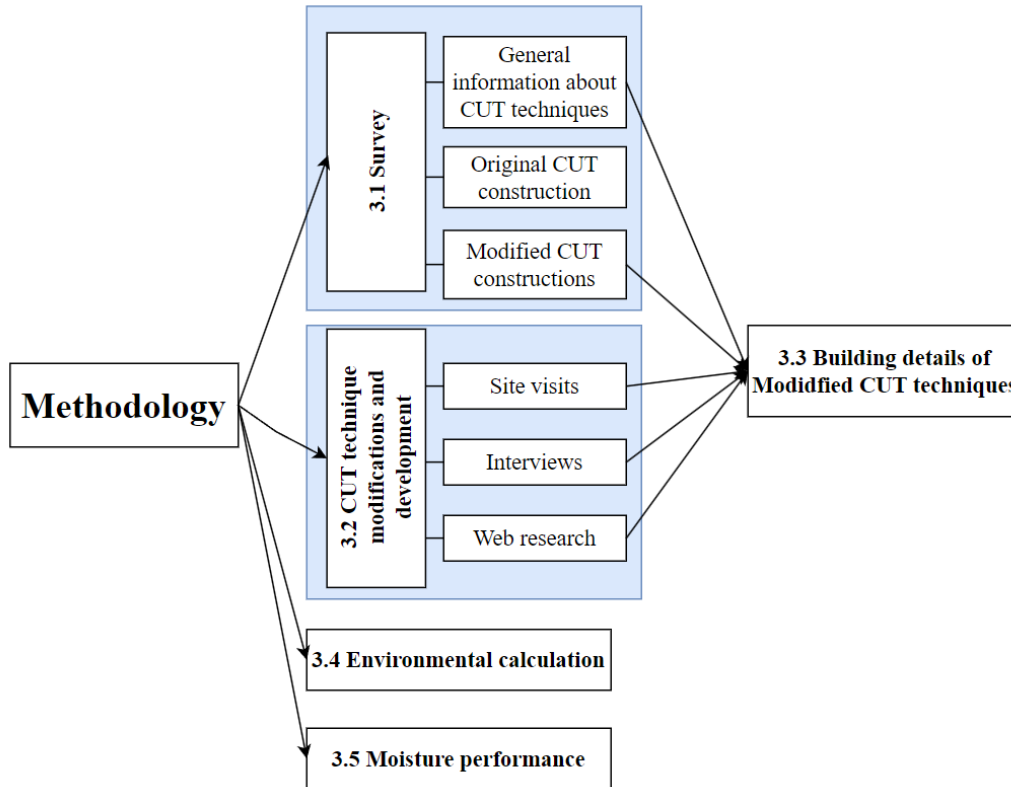 Methodology
3.1 Survey
General
information about
CUT techniques
Original CUT
construction
Modified CUT
constructions
3.2 CUT technique
modifications and
development
Site visits
Interviews
Web research
3.3 Building details of
Modidfied CUT techniques
3.4 Environmental calculation
3.5 Moisture performance